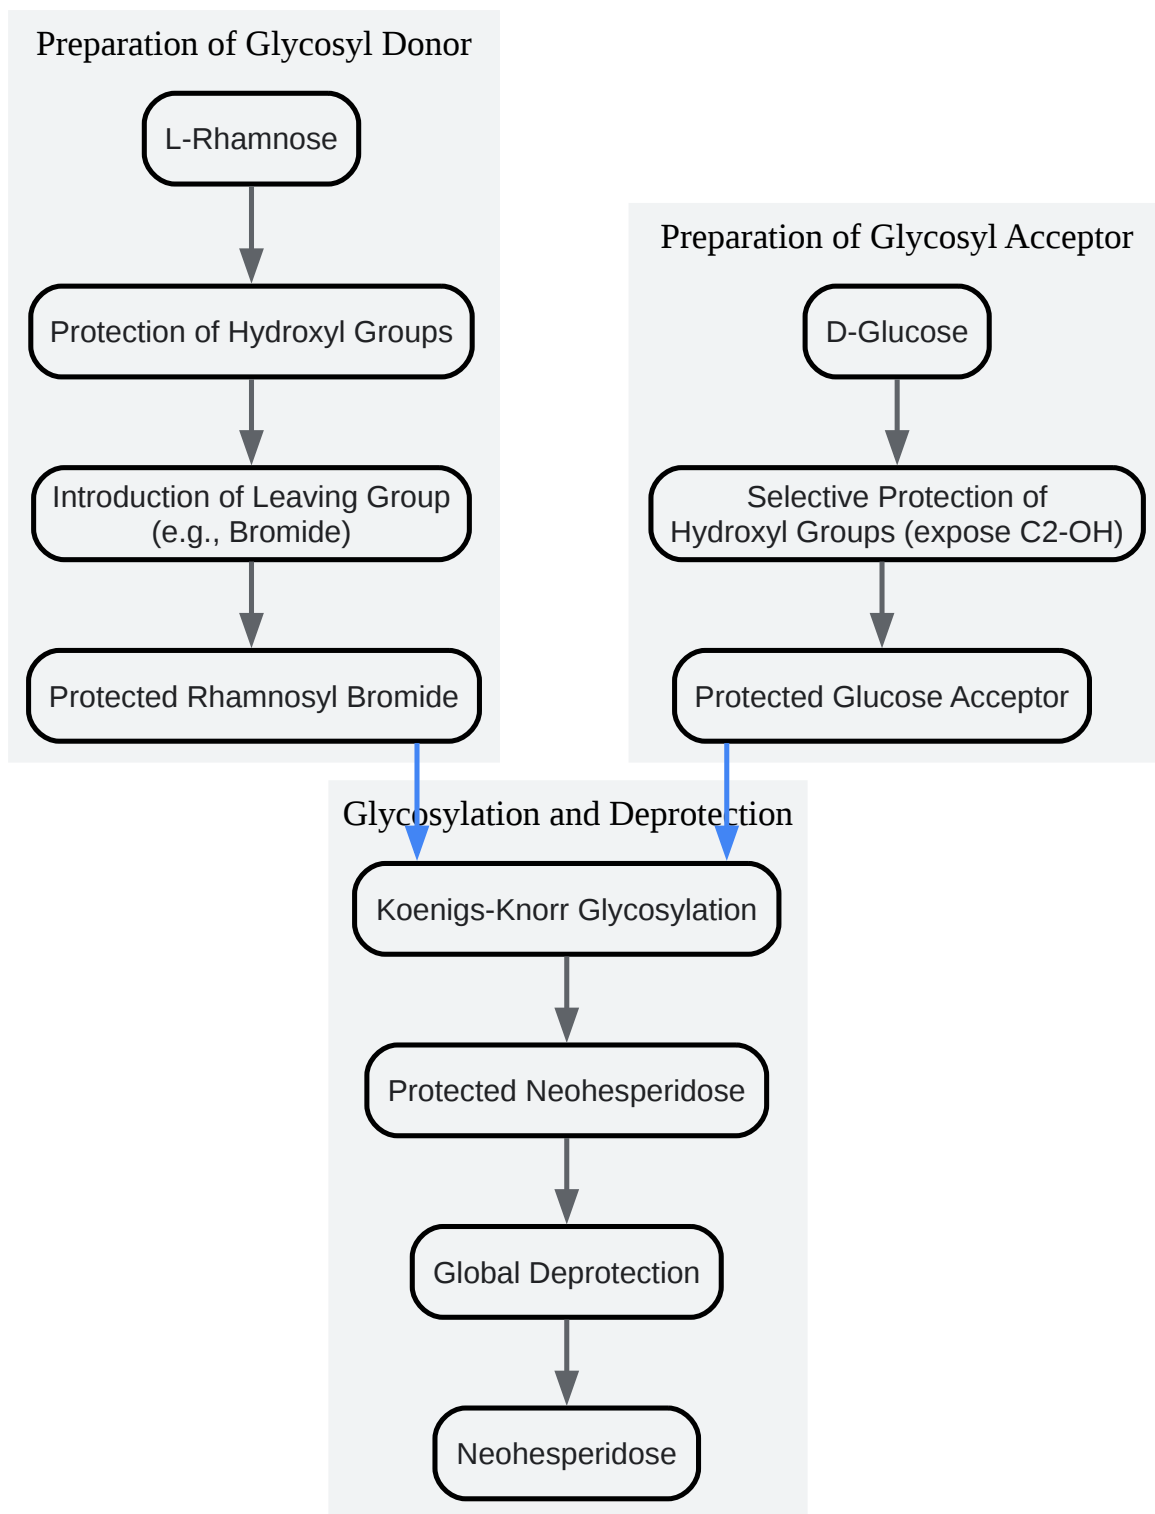 Preparation of Glycosyl Donor
L-Rhamnose
Protection of Hydroxyl Groups
Introduction of Leaving Group
(e.g., Bromide)
Protected Rhamnosyl Bromide
Preparation of Glycosyl Acceptor
D-Glucose
Selective Protection of
Hydroxyl Groups (expose C2-OH)
Protected Glucose Acceptor
Glycosylation and Deprotection
Koenigs-Knorr Glycosylation
Protected Neohesperidose
Global Deprotection
Neohesperidose